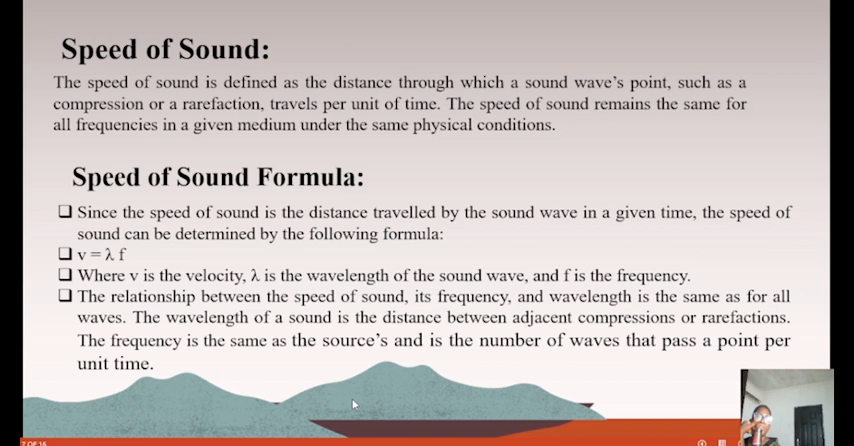 Speed of Sound:
The speed of sound is defined as the distance through which a sound wave's point, such as a
compression or a rarefaction, travels per unit of time. The speed of sound remains the same for
all frequencies in a given medium under the same physical conditions.
Speed of Sound Formula:
❑ Since the speed of sound is the distance travelled by the sound wave in a given time, the speed of
sound can be determined by the following formula:
❑ v = λ f
❑ Where v is the velocity, λ is the wavelength of the sound wave, and f is the frequency.
❑ The relationship between the speed of sound, its frequency, and wavelength is the same as for all
waves. The wavelength of a sound is the distance between adjacent compressions or rarefactions.
The frequency is the same as the source's and is the number of waves that pass a point per
unit time.
7 OF 16